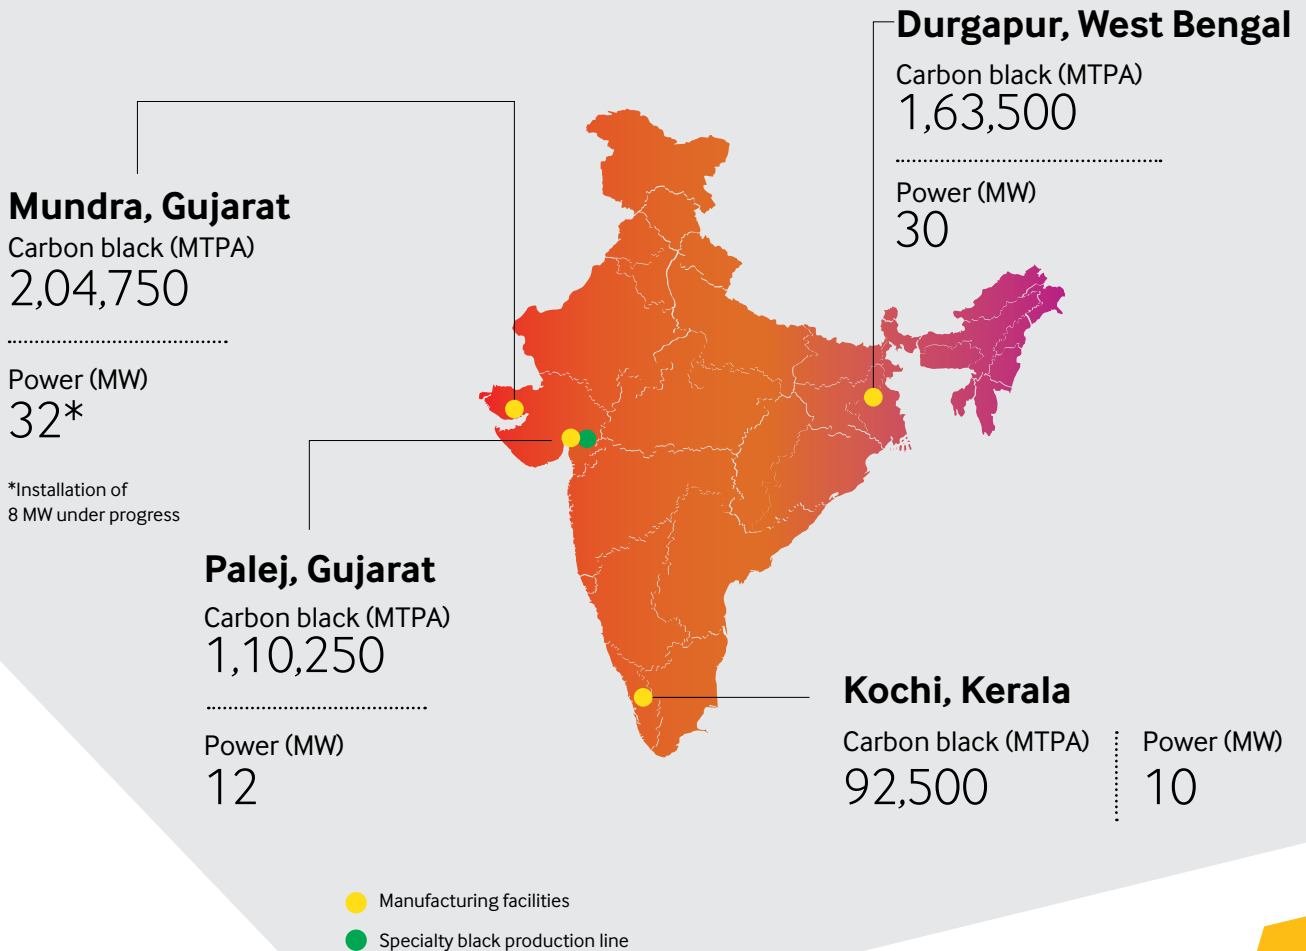 Durgapur, West Bengal
Carbon black (MTPA)
1,63,500
Power (MW)
30
Mundra, Gujarat
Carbon black (MTPA)
2,04,750
Power (MW)
32*
*Installation of
8 MW under progress
Palej, Gujarat
Carbon black (MTPA)
1,10,250
Power (MW)
12
Kochi, Kerala
Carbon black (MTPA)
92,500
Power (MW)
10
Manufacturing facilities
Specialty black production line